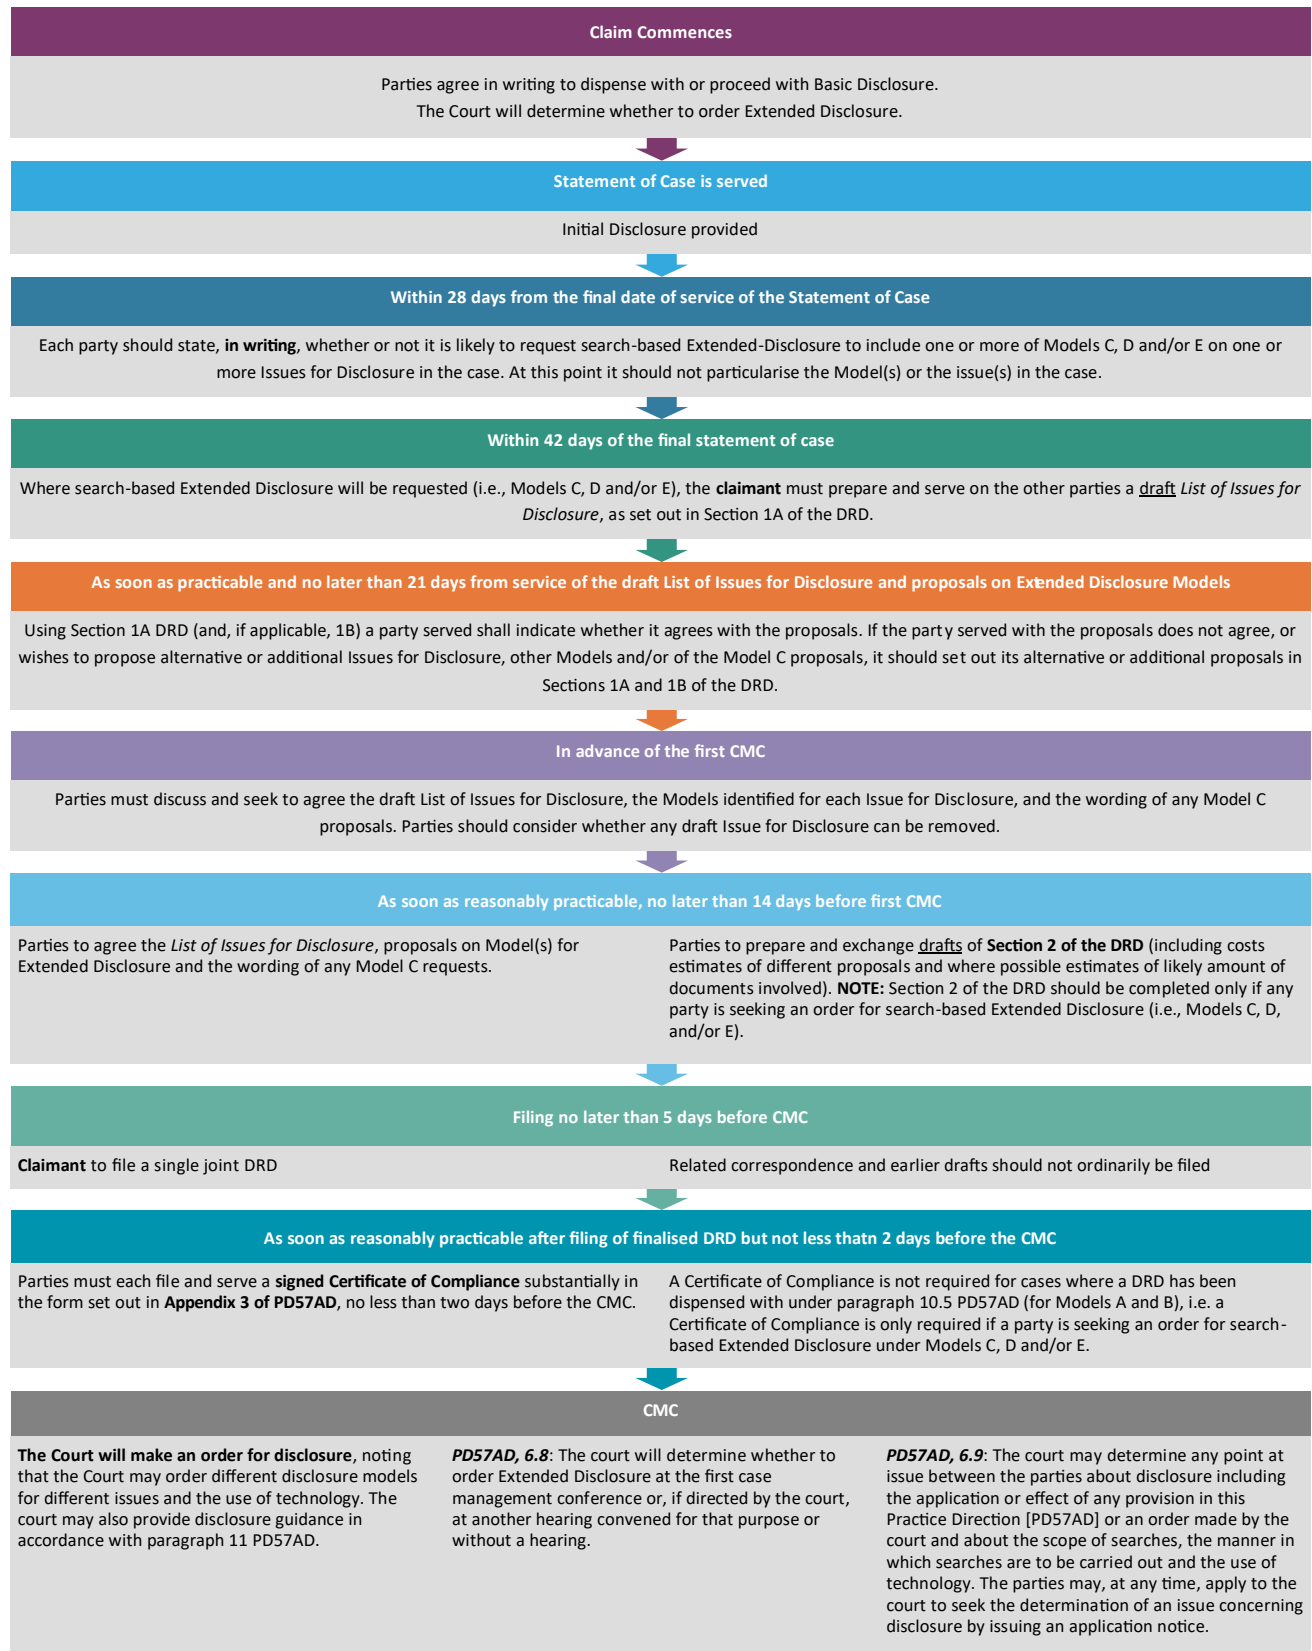 Claim Commences
Parties agree in writing to dispense with or proceed with Basic Disclosure.
The Court will determine whether to order Extended Disclosure.
Statement of Case is served
Initial Disclosure provided
Within 28 days from the final date of service of the Statement of Case
Each party should state, in writing, whether or not it is likely to request search-based Extended-Disclosure to include one or more of Models C, D and/or E on one or
more Issues for Disclosure in the case. At this point it should not particularise the Model(s) or the issue(s) in the case.
Within 42 days of the final statement of case
Where search-based Extended Disclosure will be requested (i.e., Models C, D and/or E), the claimant must prepare and serve on the other parties a draft List of Issues for
Disclosure, as set out in Section 1A of the DRD.
As soon as practicable and no later than 21 days from service of the draft List of Issues for Disclosure and proposals on Extended Disclosure Models
Using Section 1A DRD (and, if applicable, 1B) a party served shall indicate whether it agrees with the proposals. If the party served with the proposals does not agree, or
wishes to propose alternative or additional Issues for Disclosure, other Models and/or of the Model C proposals, it should set out its alternative or additional proposals in
Sections 1A and 1B of the DRD.
In advance of the first CMC
Parties must discuss and seek to agree the draft List of Issues for Disclosure, the Models identified for each Issue for Disclosure, and the wording of any Model C
proposals. Parties should consider whether any draft Issue for Disclosure can be removed.
As soon as reasonably practicable, no later than 14 days before first CMC
Parties to agree the List of Issues for Disclosure, proposals on Model(s) for
Extended Disclosure and the wording of any Model C requests.
Parties to prepare and exchange drafts of Section 2 of the DRD (including costs
estimates of different proposals and where possible estimates of likely amount of
documents involved). NOTE: Section 2 of the DRD should be completed only if any
party is seeking an order for search-based Extended Disclosure (i.e., Models C, D,
and/or E).
Filing no later than 5 days before CMC
Claimant to file a single joint DRD
Related correspondence and earlier drafts should not ordinarily be filed
As soon as reasonably practicable after filing of finalised DRD but not less thatn 2 days before the CMC
Parties must each file and serve a signed Certificate of Compliance substantially in
the form set out in Appendix 3 of PD57AD, no less than two days before the CMC.
A Certificate of Compliance is not required for cases where a DRD has been
dispensed with under paragraph 10.5 PD57AD (for Models A and B), i.e. a
Certificate of Compliance is only required if a party is seeking an order for search-
based Extended Disclosure under Models C, D and/or E.
CMC
The Court will make an order for disclosure, noting
that the Court may order different disclosure models
for different issues and the use of technology. The
court may also provide disclosure guidance in
accordance with paragraph 11 PD57AD.
PD57AD, 6.8: The court will determine whether to
order Extended Disclosure at the first case
management conference or, if directed by the court,
at another hearing convened for that purpose or
without a hearing.
PD57AD, 6.9: The court may determine any point at
issue between the parties about disclosure including
the application or effect of any provision in this
Practice Direction [PD57AD] or an order made by the
court and about the scope of searches, the manner in
which searches are to be carried out and the use of
technology. The parties may, at any time, apply to the
court to seek the determination of an issue concerning
disclosure by issuing an application notice.